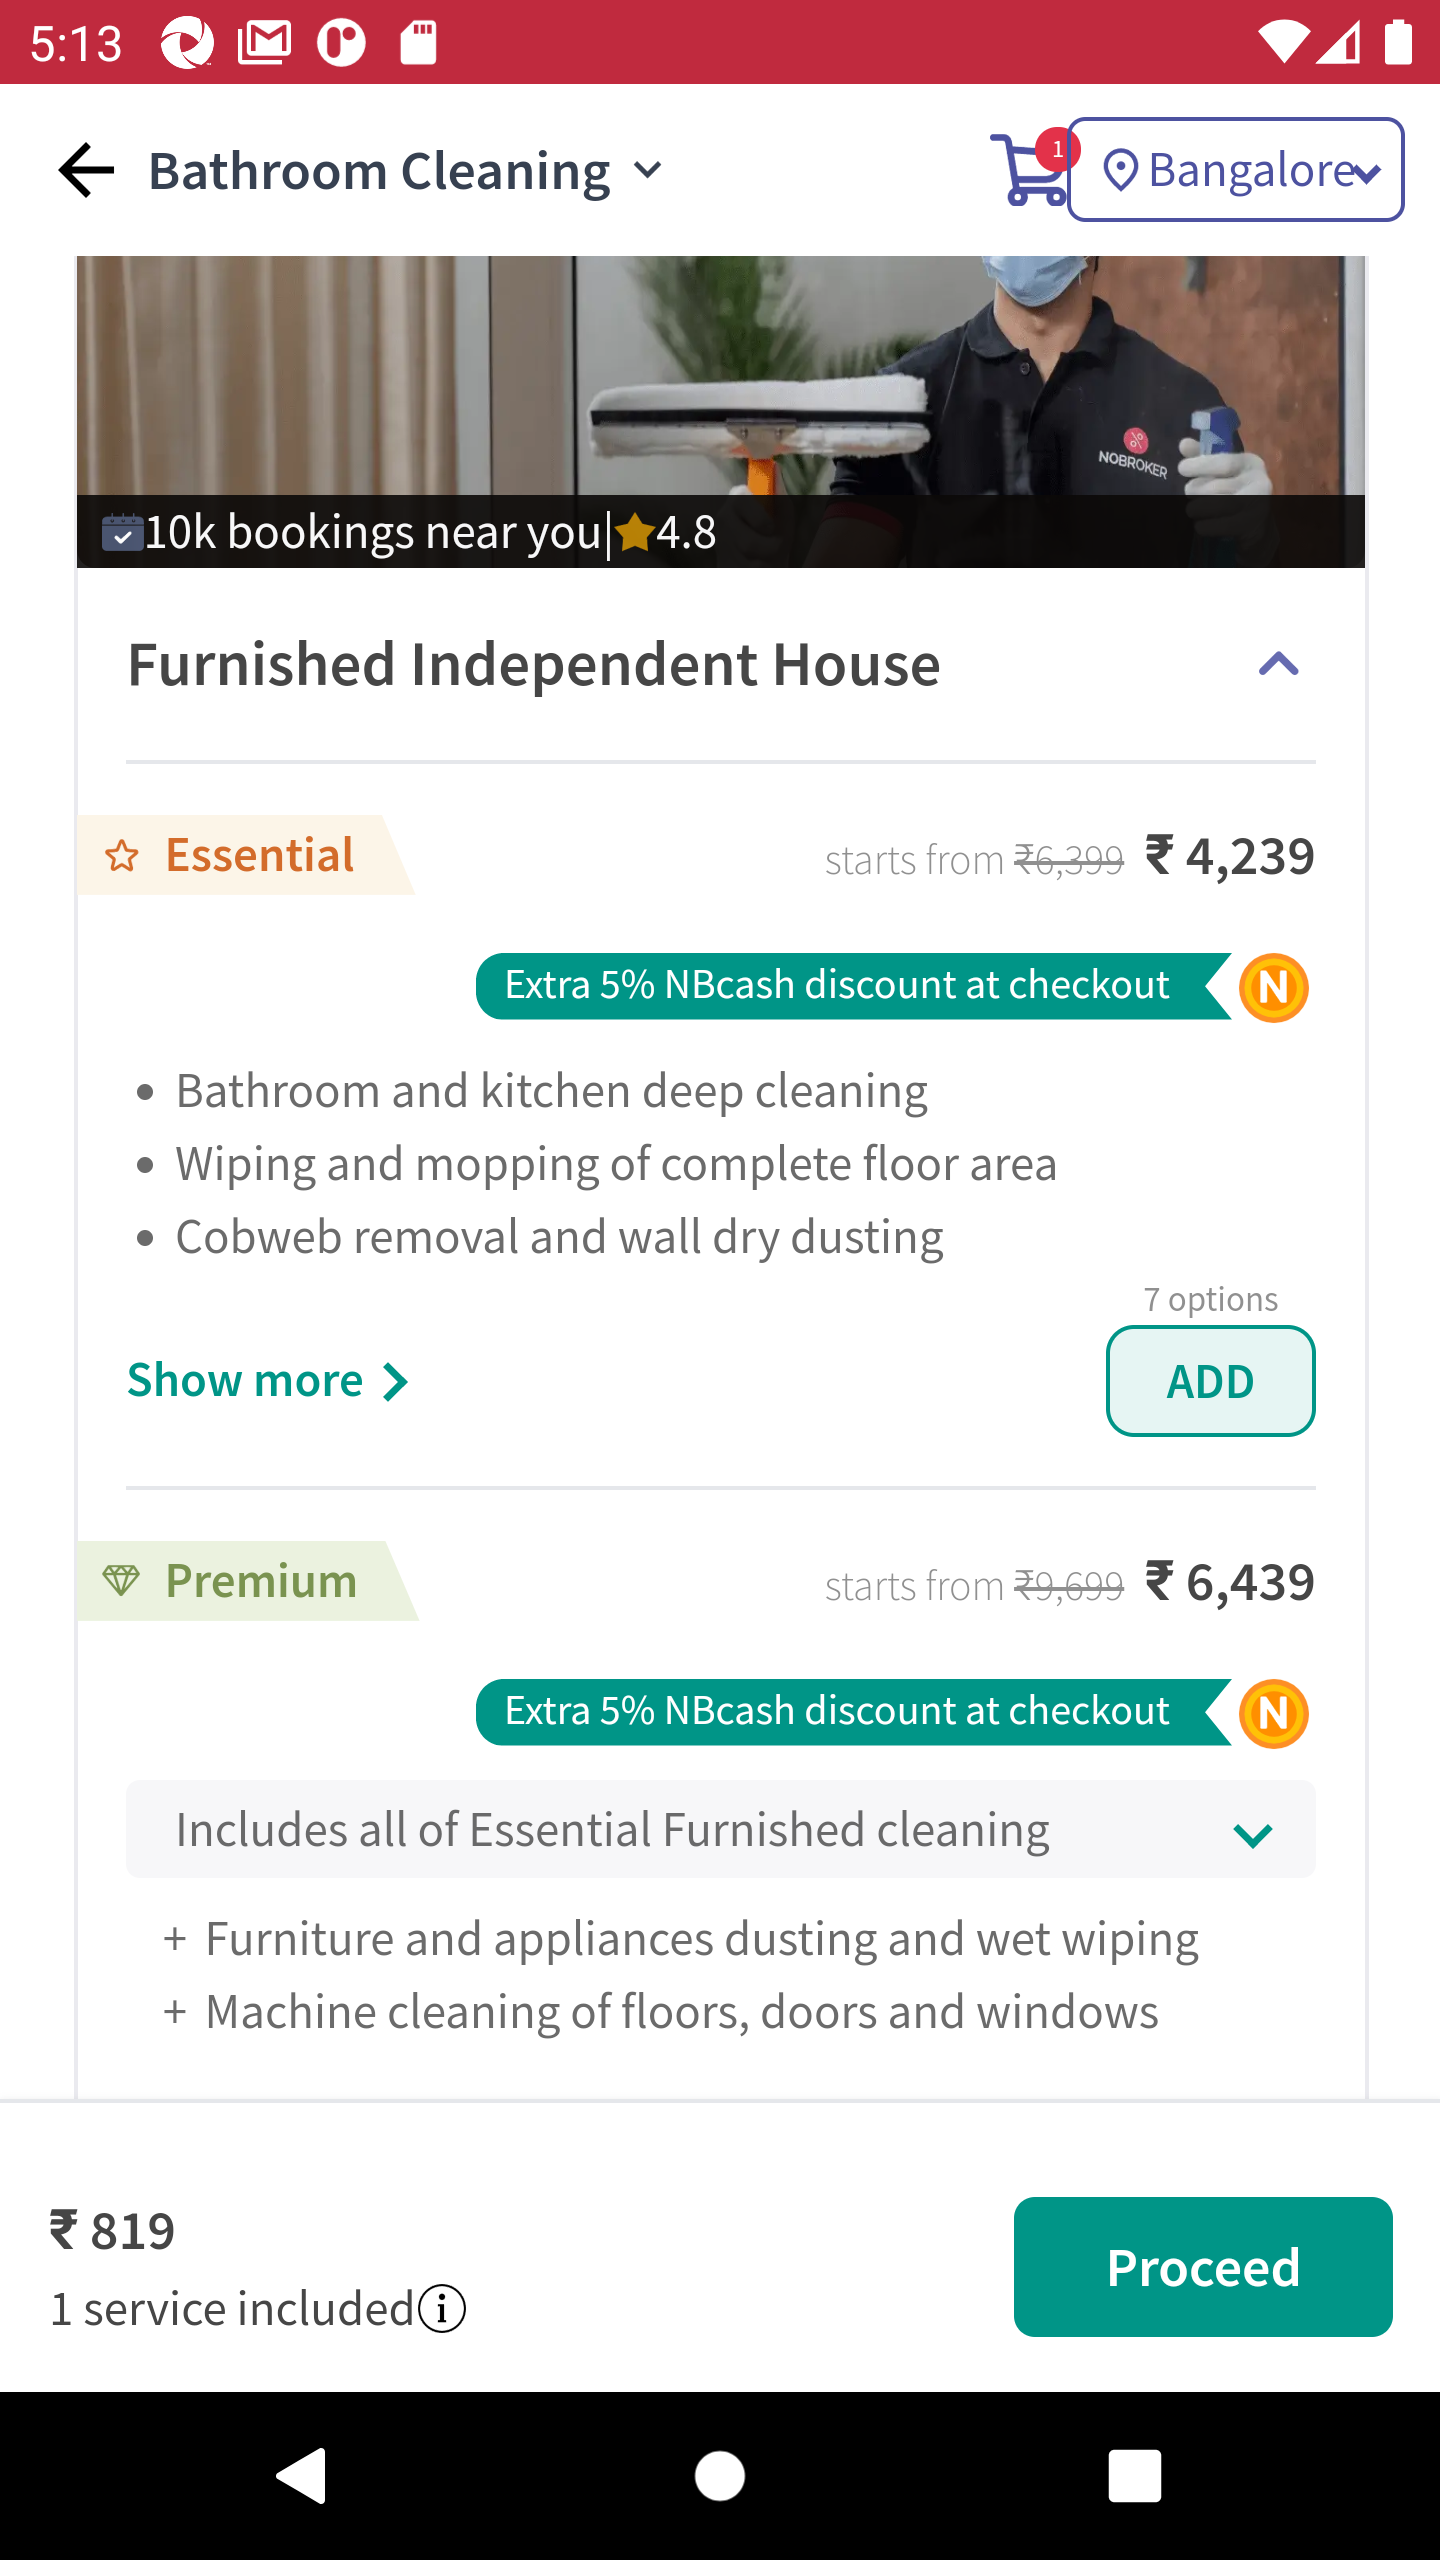 5:13
Bathroom Cleaning
1
Bangalore
NOBROKER
10k bookings near you|4.8
Furnished Independent House
Essential
starts from ₹6,399 ₹ 4,239
Extra 5% NBcash discount at checkout
N
• Bathroom and kitchen deep cleaning
• Wiping and mopping of complete floor area
• Cobweb removal and wall dry dusting
7 options
Show more
ADD
Premium
starts from ₹9,699 ₹ 6,439
Extra 5% NBcash discount at checkout
N
Includes all of Essential Furnished cleaning
+ Furniture and appliances dusting and wet wiping
+ Machine cleaning of floors, doors and windows
₹ 819
1 service included
Proceed